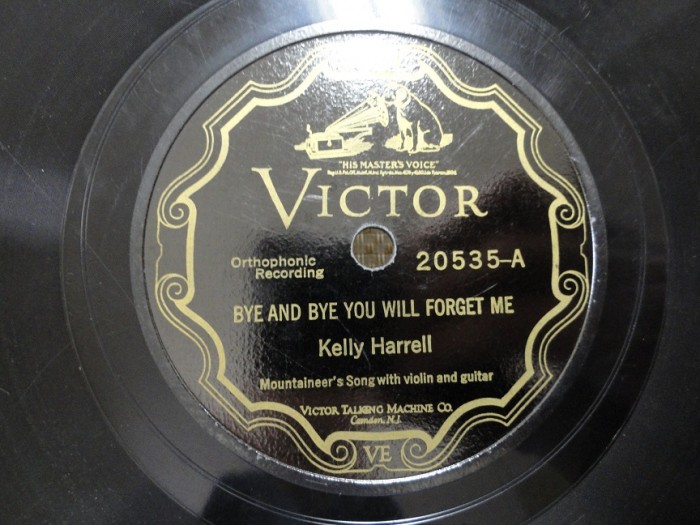 "HIS MASTER'S VOICE"
VICTOR
Orthophonic
Recording
20535-A
BYE AND BYE YOU WILL FORGET ME
Kelly Harrell
Mountaineer's Song with violin and guitar
VICTOR TALKING MACHINE CO.
Camden, N.J.
VE